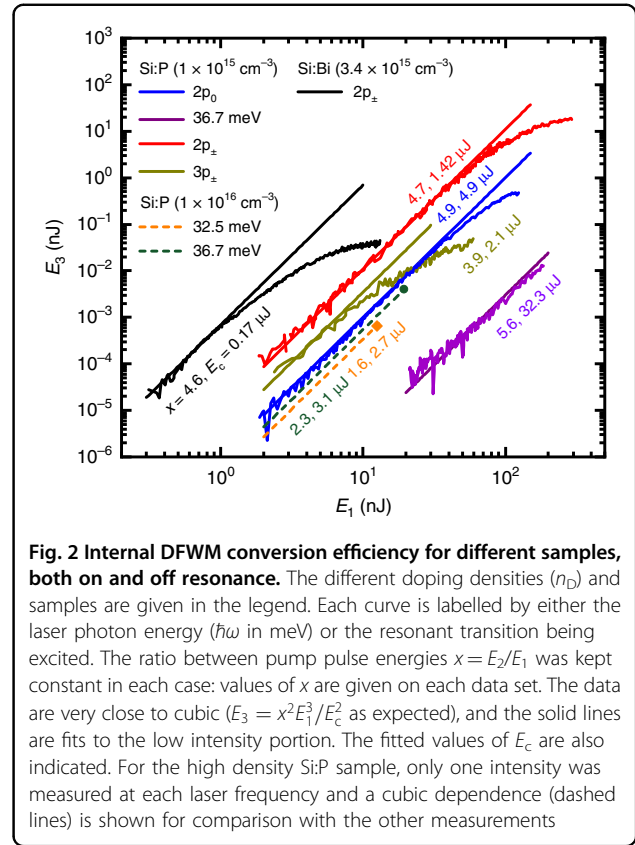 10³
10²
10¹
10⁰
10⁻¹
10⁻²
10⁻³
10⁻⁴
10⁻⁵
10⁻⁶
E₃ (nJ)
Si:P (1 × 10¹⁵ cm⁻³)
2p₀
36.7 meV
2p±
3p±
Si:P (1 × 10¹⁶ cm⁻³)
32.5 meV
36.7 meV
Si:Bi (3.4 × 10¹⁵ cm⁻³)
2p±
4.7, 1.42 μJ
4.9, 4.9 μJ
3.9, 2.1 μJ
5.6, 32.3 μJ
x = 4.6, E_c = 0.17 μJ
2.3, 3.1 μJ
1.6, 2.7 μJ
10⁰
10¹
10²
E₁ (nJ)
Fig. 2 Internal DFWM conversion efficiency for different samples,
both on and off resonance. The different doping densities (n_D) and
samples are given in the legend. Each curve is labelled by either the
laser photon energy (ℏω in meV) or the resonant transition being
excited. The ratio between pump pulse energies x = E₂/E₁ was kept
constant in each case: values of x are given on each data set. The data
are very close to cubic (E₃ = x²E₁³/E_c² as expected), and the solid lines
are fits to the low intensity portion. The fitted values of E_c are also
indicated. For the high density Si:P sample, only one intensity was
measured at each laser frequency and a cubic dependence (dashed
lines) is shown for comparison with the other measurements